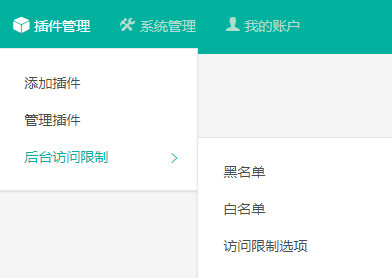 插件管理 系统管理 我的账户
添加插件
管理插件
后台访问限制
黑名单
白名单
访问限制选项